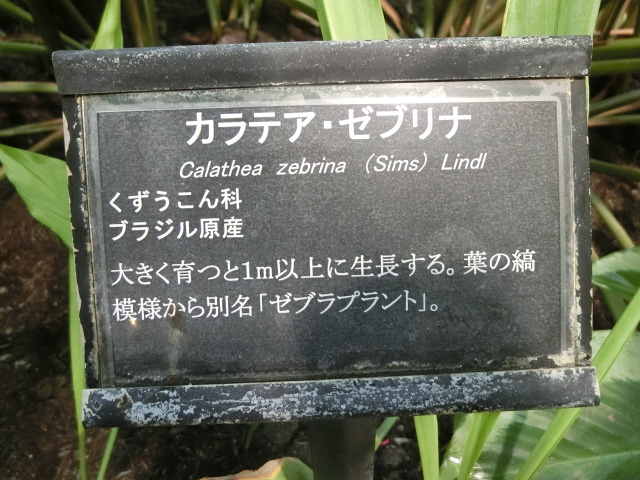 カラテア・ゼブリナ
Calathea zebrina (Sims) Lindl
くずうこん科
ブラジル原産
大きく育つと1m以上に生長する。葉の縞
模様から別名「ゼブラプラント」。